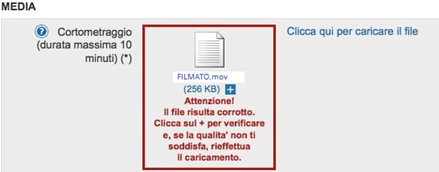 MEDIA
? Cortometraggio
(durata massima 10
minuti) (*)
FILMATO.mov
(256 KB) +
Attenzione!
Il file risulta corrotto.
Clicca sul + per verificare
e, se la qualita' non ti
soddisfa, rieffettua
il caricamento.
Clicca qui per caricare il file